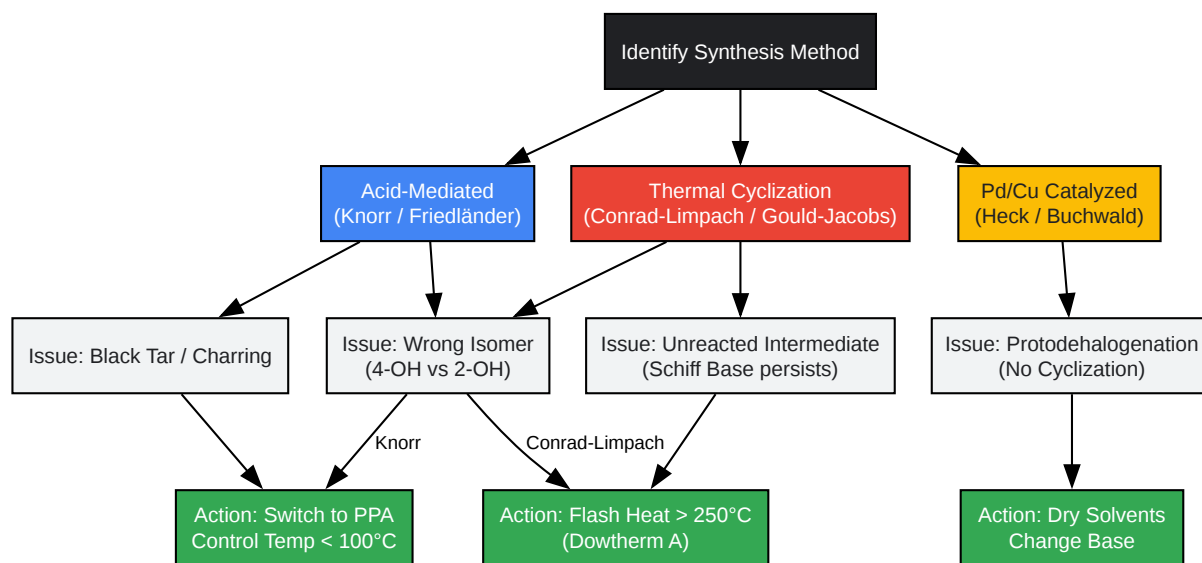 Identify Synthesis Method
Acid-Mediated
(Knorr / Friedländer)
Thermal Cyclization
(Conrad-Limpach / Gould-Jacobs)
Pd/Cu Catalyzed
(Heck / Buchwald)
Issue: Black Tar / Charring
Issue: Wrong Isomer
(4-OH vs 2-OH)
Issue: Unreacted Intermediate
(Schiff Base persists)
Issue: Protodehalogenation
(No Cyclization)
Knorr
Conrad-Limpach
Action: Switch to PPA
Control Temp < 100°C
Action: Flash Heat > 250°C
(Dowtherm A)
Action: Dry Solvents
Change Base